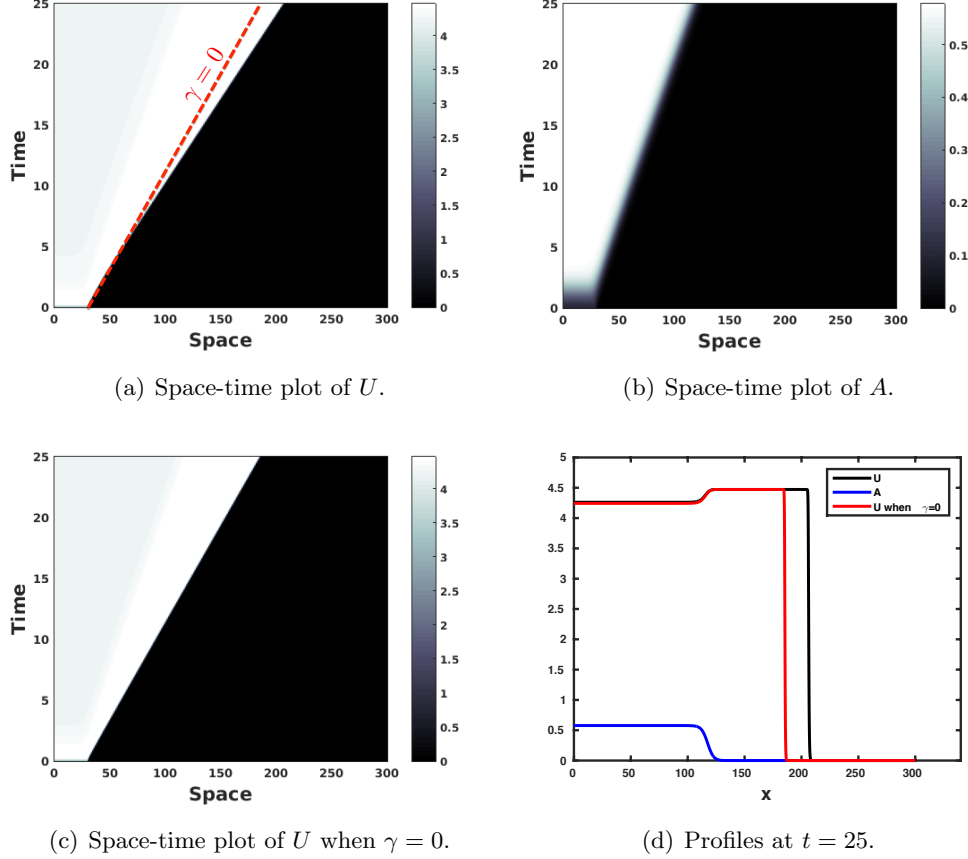 25
20
15
10
5
0
Time
0 50 100 150 200 250 300
Space
γ = 0
4
3.5
3
2.5
2
1.5
1
0.5
0
(a) Space-time plot of U.
25
20
15
10
5
0
Time
0 50 100 150 200 250 300
Space
0.5
0.4
0.3
0.2
0.1
(b) Space-time plot of A.
25
20
15
10
5
0
Time
0 50 100 150 200 250 300
Space
4
3.5
3
2.5
2
1.5
1
0.5
0
(c) Space-time plot of U when γ = 0.
5
4.5
4
3.5
3
2.5
2
1.5
1
0.5
0
0 50 100 150 200 250 300
x
U
A
U when γ=0
(d) Profiles at t = 25.